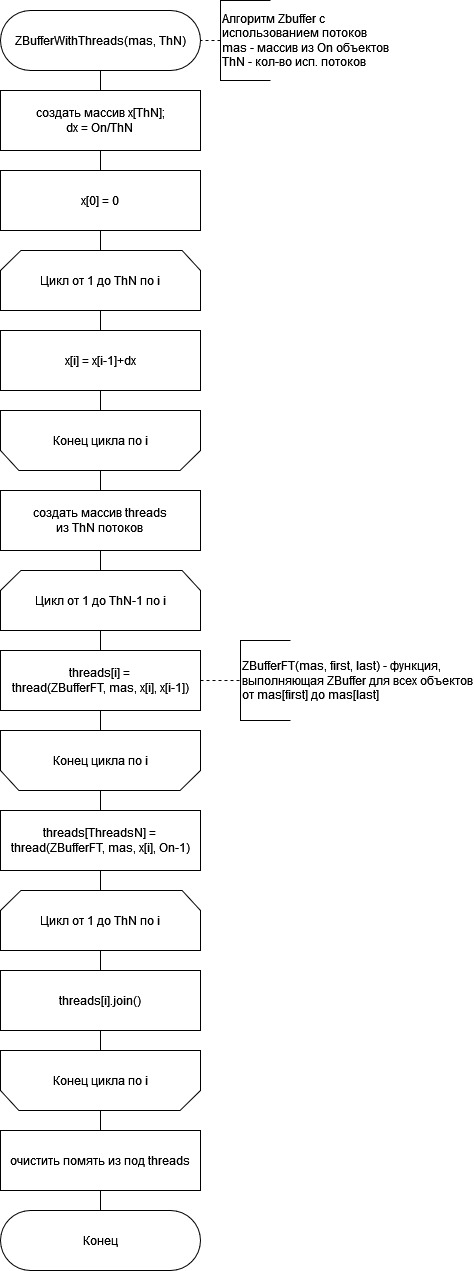 ZBufferWithThreads(mas, ThN)
Алгоритм Zbuffer с
использованием потоков
mas - массив из On объектов
ThN - кол-во исп. потоков
создать массив x[ThN];
dx = On/ThN
x[0] = 0
Цикл от 1 до ThN по i
x[i] = x[i-1]+dx
Конец цикла по i
создать массив threads
из ThN потоков
Цикл от 1 до ThN-1 по i
threads[i] =
thread(ZBufferFT, mas, x[i], x[i-1])
ZBufferFT(mas, first, last) - функция,
выполняющая ZBuffer для всех объектов
от mas[first] до mas[last]
Конец цикла по i
threads[ThreadsN] =
thread(ZBufferFT, mas, x[i], On-1)
Цикл от 1 до ThN по i
threads[i].join()
Конец цикла по i
очистить помять из под threads
Конец